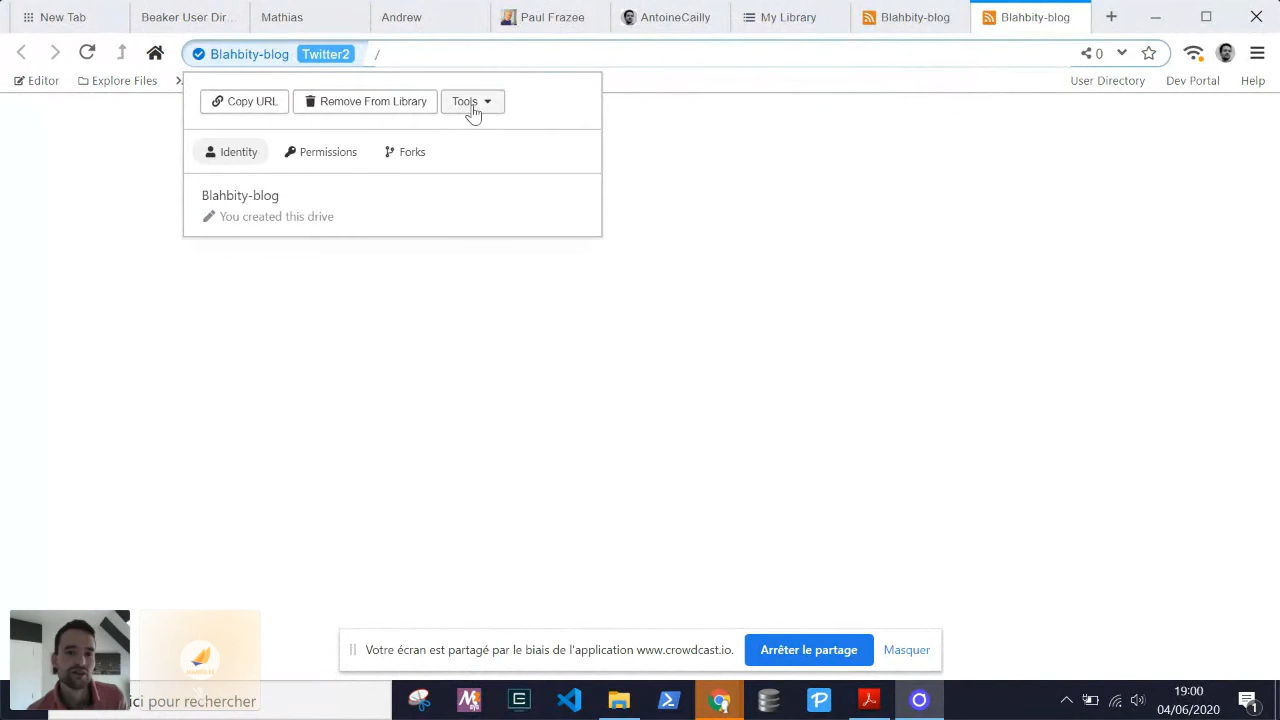 New Tab
Beaker User Dir...
Mathias
Andrew
Paul Frazee
AntoineCailly
My Library
Blahbity-blog
Blahbity-blog
Blahbity-blog Twitter2 /
0
Editor
Explore Files
User Directory
Dev Portal
Help
Copy URL
Remove From Library
Tools
Identity
Permissions
Forks
Blahbity-blog
You created this drive
Votre écran est partagé par le biais de l'application www.crowdcast.io.
Arrêter le partage
Masquer
ici pour rechercher
19:00
04/06/2020
1